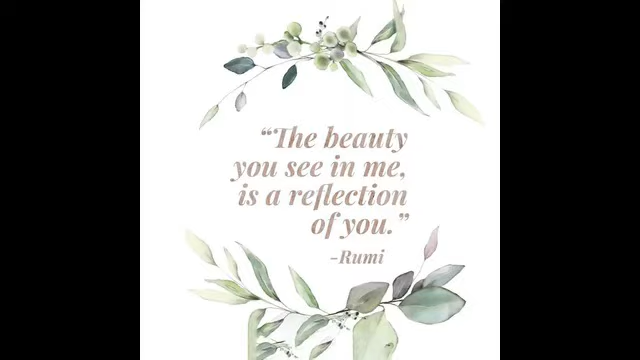 “The beauty
you see in me,
is a reflection
of you.”
-Rumi